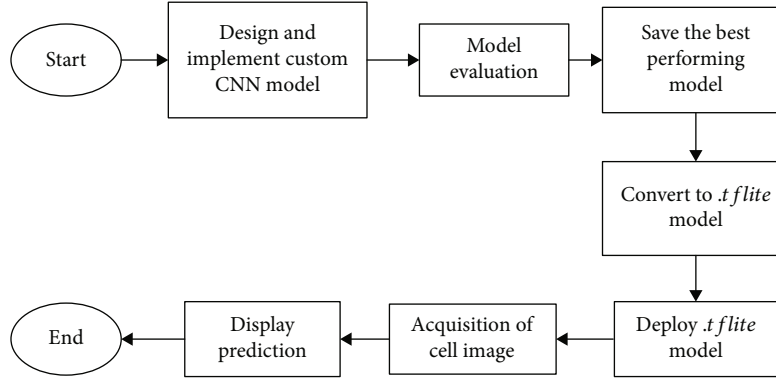 Start
Design and
implement custom
CNN model
Model
evaluation
Save the best
performing
model
Convert to .tflite
model
Deploy .tflite
model
Acquisition of
cell image
Display
prediction
End